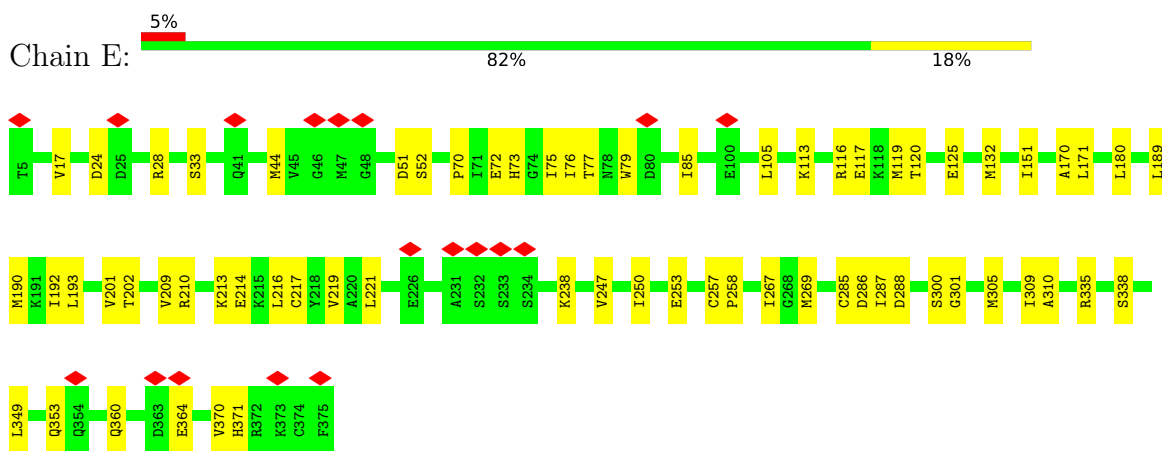 5%
Chain E:
82% 18%
T5 V17 D24 D25 R28 S33 Q41 M44 V45 G46 M47 G48 D51 S52 P70 I71 E72 H73 G74 I75 I76 T77 N78 W79 D80 I85 E100 L105 K113 R116 E117 K118 M119 T120 E125 M132 I151 A170 L171 L180 L189
M190 K191 I192 L193 V201 T202 V209 R210 K213 E214 K215 L216 C217 Y218 V219 A220 L221 E226 A231 S232 S233 S234 K238 V247 I250 E253 C257 P258 I267 G268 M269 C285 D286 I287 D288 S300 G301 M305 I309 A310 R335 S338
L349 Q353 Q354 Q360 D363 E364 V370 H371 R372 K373 C374 F375